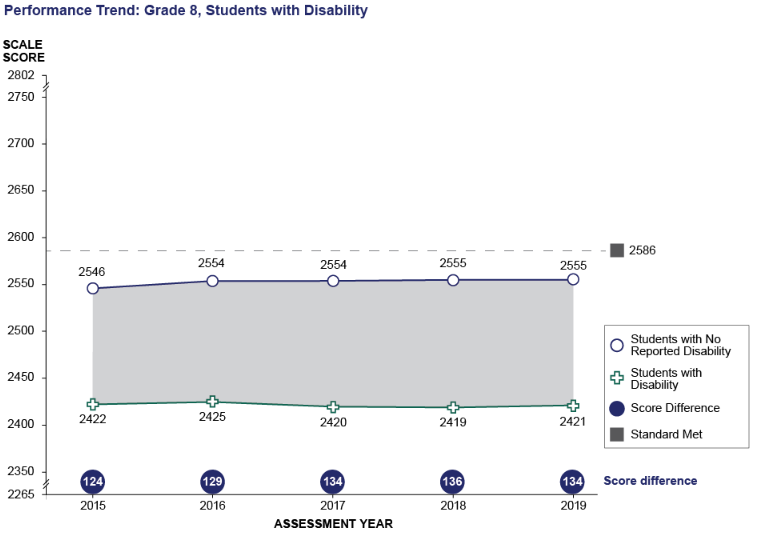 Performance Trend: Grade 8, Students with Disability
SCALE
SCORE
2802
2750
2700
2650
2600
2586
2546
2554
2554
2555
2555
2550
2500
Students with No
Reported Disability
2450
Students with
Disability
2422
2425
2420
2419
2421
2400
Score Difference
Standard Met
2350
124
129
134
136
134
Score difference
2265
2015
2016
2017
2018
2019
ASSESSMENT YEAR